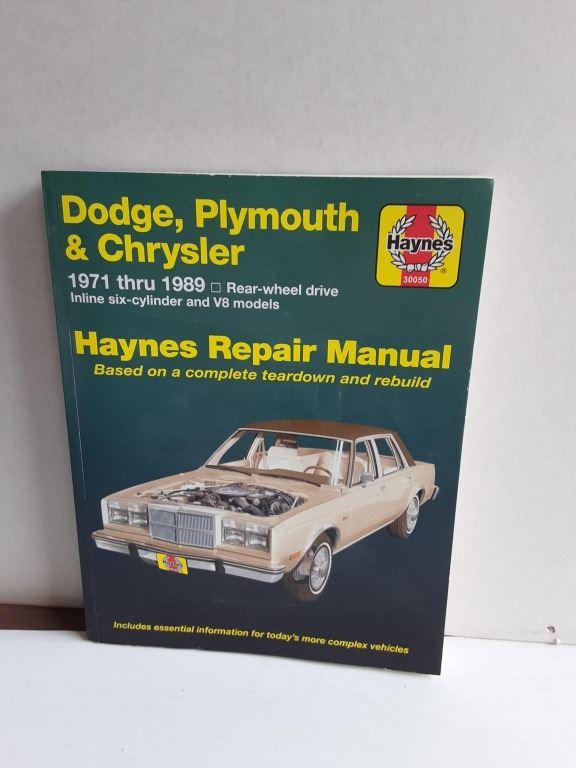 Dodge, Plymouth
& Chrysler
1971 thru 1989 □ Rear-wheel drive
Inline six-cylinder and V8 models
Haynes
®
30050
Haynes Repair Manual
Based on a complete teardown and rebuild
Haynes
Includes essential information for today's more complex vehicles